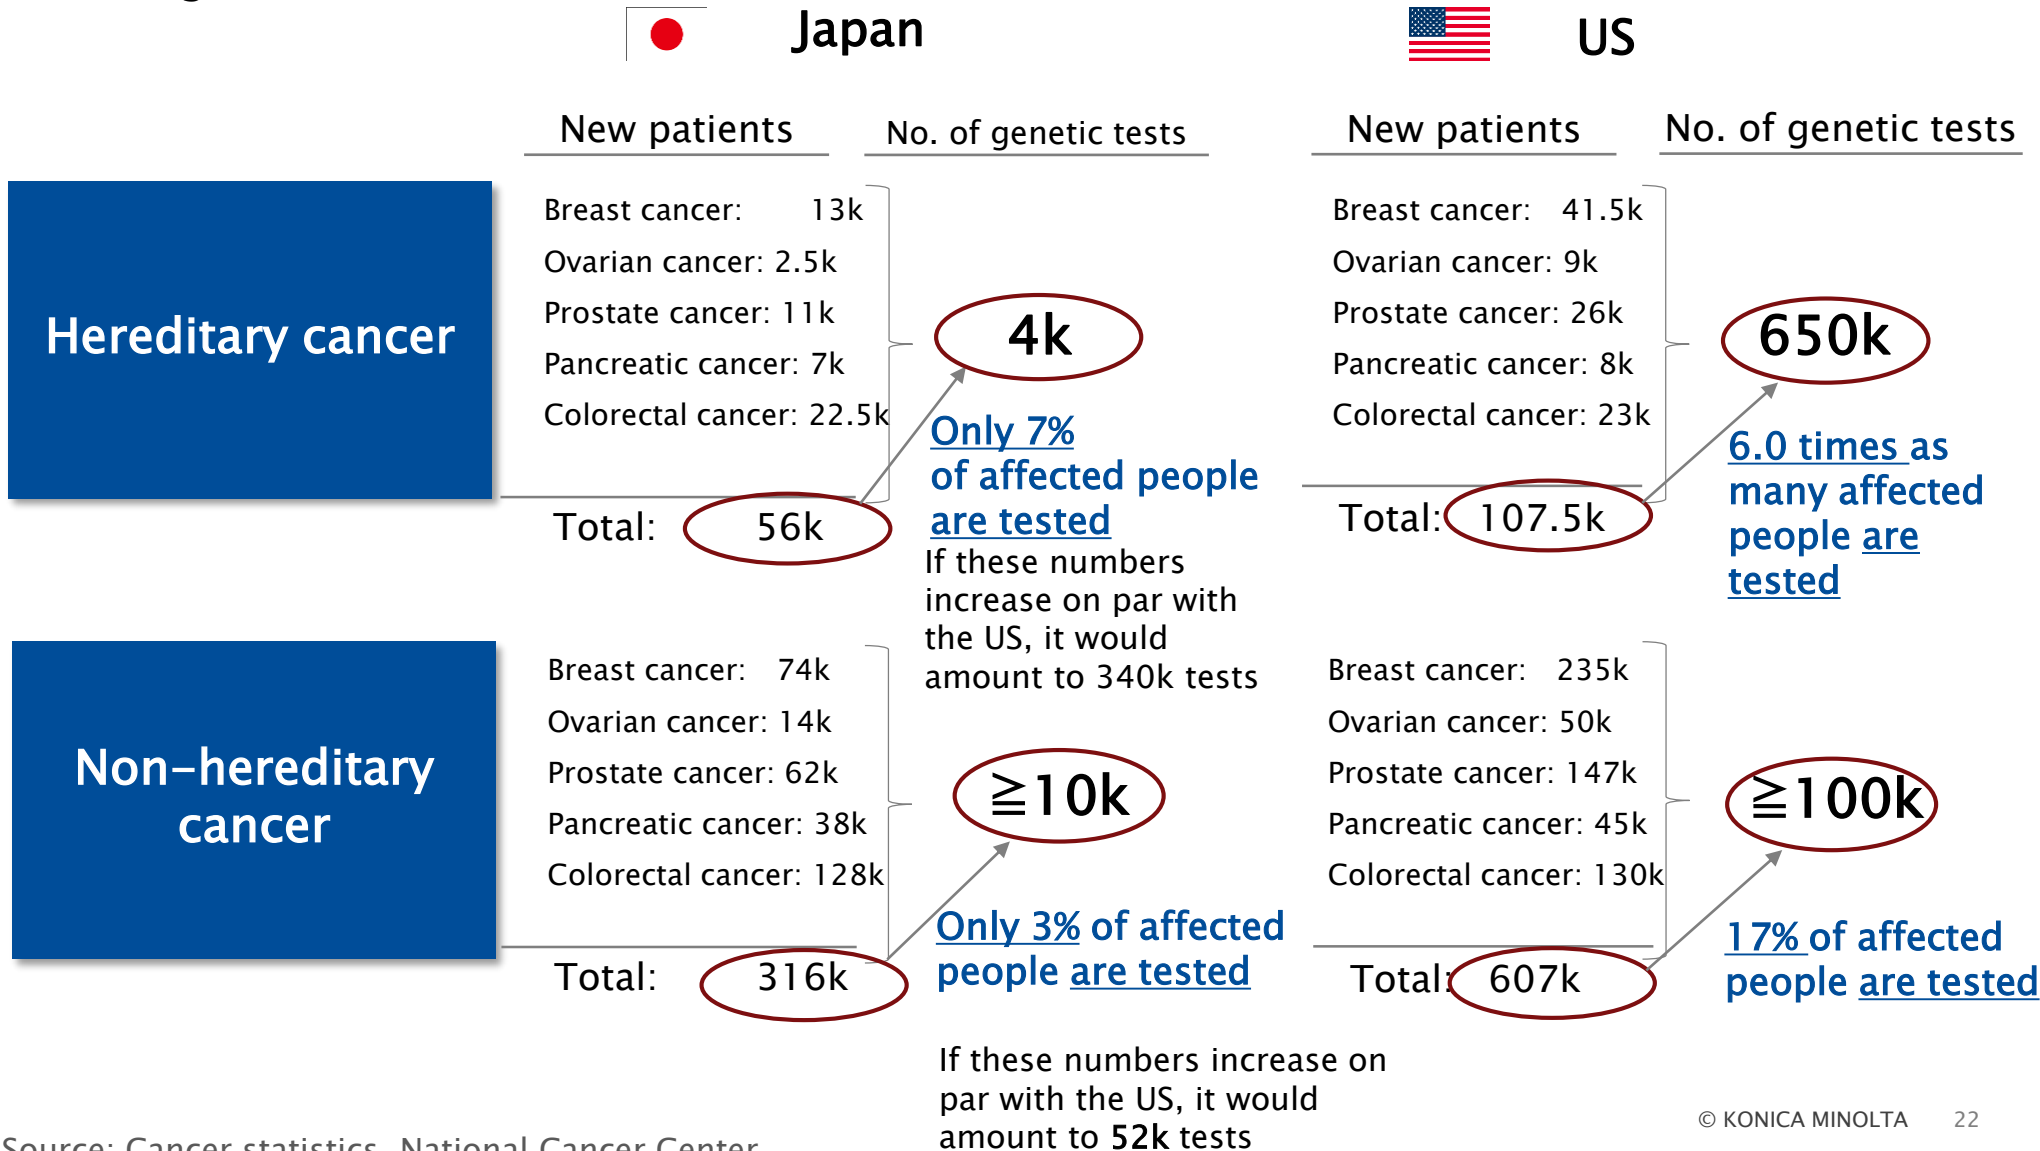 Japan
US
New patients
No. of genetic tests
New patients
No. of genetic tests
Hereditary cancer
Breast cancer: 13k
Ovarian cancer: 2.5k
Prostate cancer: 11k
Pancreatic cancer: 7k
Colorectal cancer: 22.5k
Total: 56k
4k
Only 7%
of affected people
are tested
If these numbers
increase on par with
the US, it would
amount to 340k tests
Breast cancer: 41.5k
Ovarian cancer: 9k
Prostate cancer: 26k
Pancreatic cancer: 8k
Colorectal cancer: 23k
Total: 107.5k
650k
6.0 times as
many affected
people are
tested
Non-hereditary
cancer
Breast cancer: 74k
Ovarian cancer: 14k
Prostate cancer: 62k
Pancreatic cancer: 38k
Colorectal cancer: 128k
Total: 316k
≧10k
Only 3% of affected
people are tested
If these numbers increase on
par with the US, it would
amount to 52k tests
Breast cancer: 235k
Ovarian cancer: 50k
Prostate cancer: 147k
Pancreatic cancer: 45k
Colorectal cancer: 130k
Total: 607k
≧100k
17% of affected
people are tested
© KONICA MINOLTA 22
Source: Cancer statistics, National Cancer Center